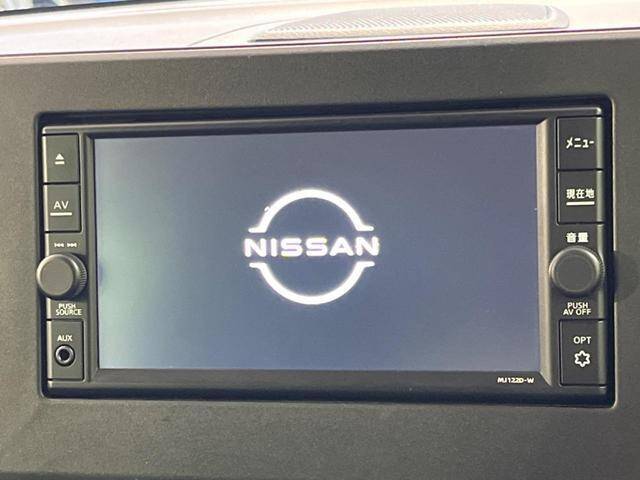 AV
PUSH
SOURCE
AUX
NISSAN
メニュー
現在地
音量
PUSH
AV OFF
OPT
MJ122D-W